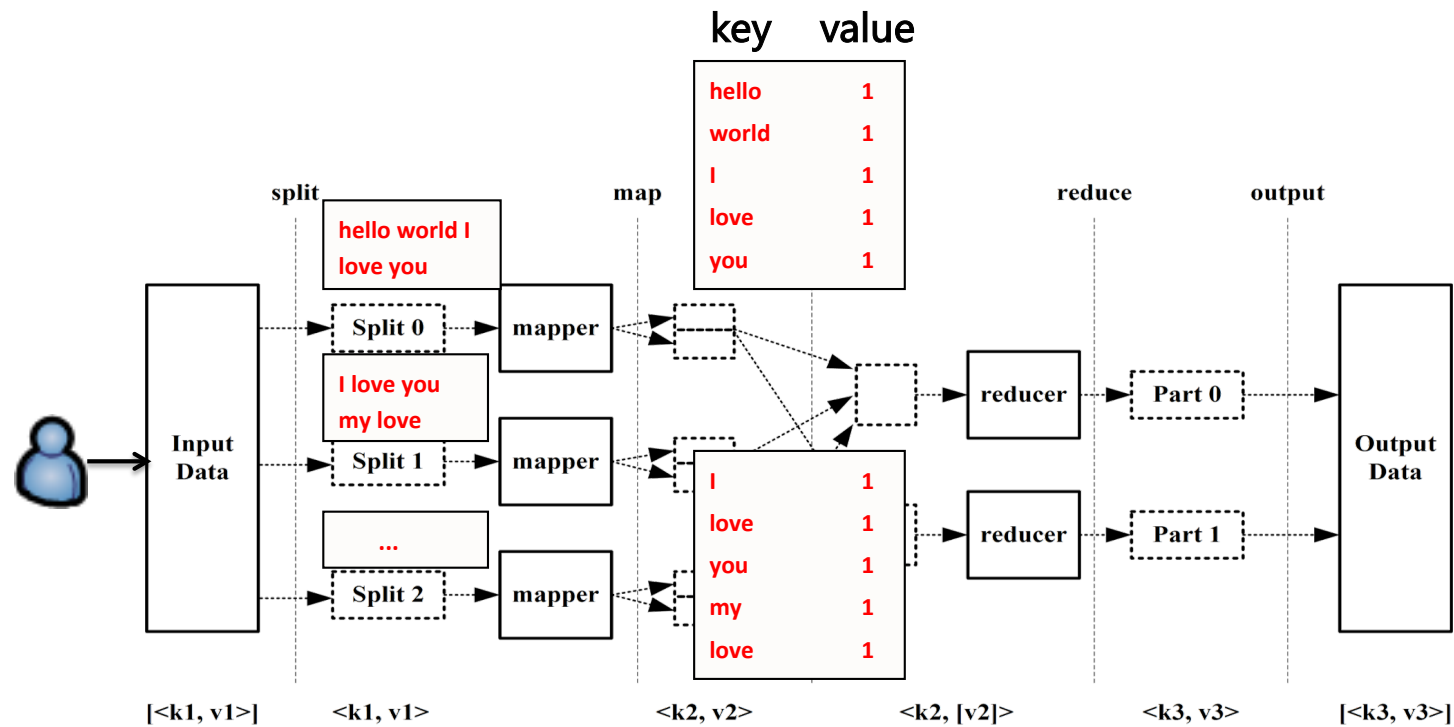 key value
hello 1
world 1
I 1
love 1
you 1
split
map
reduce
output
hello world I
love you
Split 0
mapper
I love you
my love
reducer
Part 0
Input
Data
Split 1
mapper
Output
Data
I 1
love 1
you 1
my 1
love 1
reducer
Part 1
...
Split 2
mapper
[<k1, v1>]
<k1, v1>
<k2, v2>
<k2, [v2]>
<k3, v3>
[<k3, v3>]